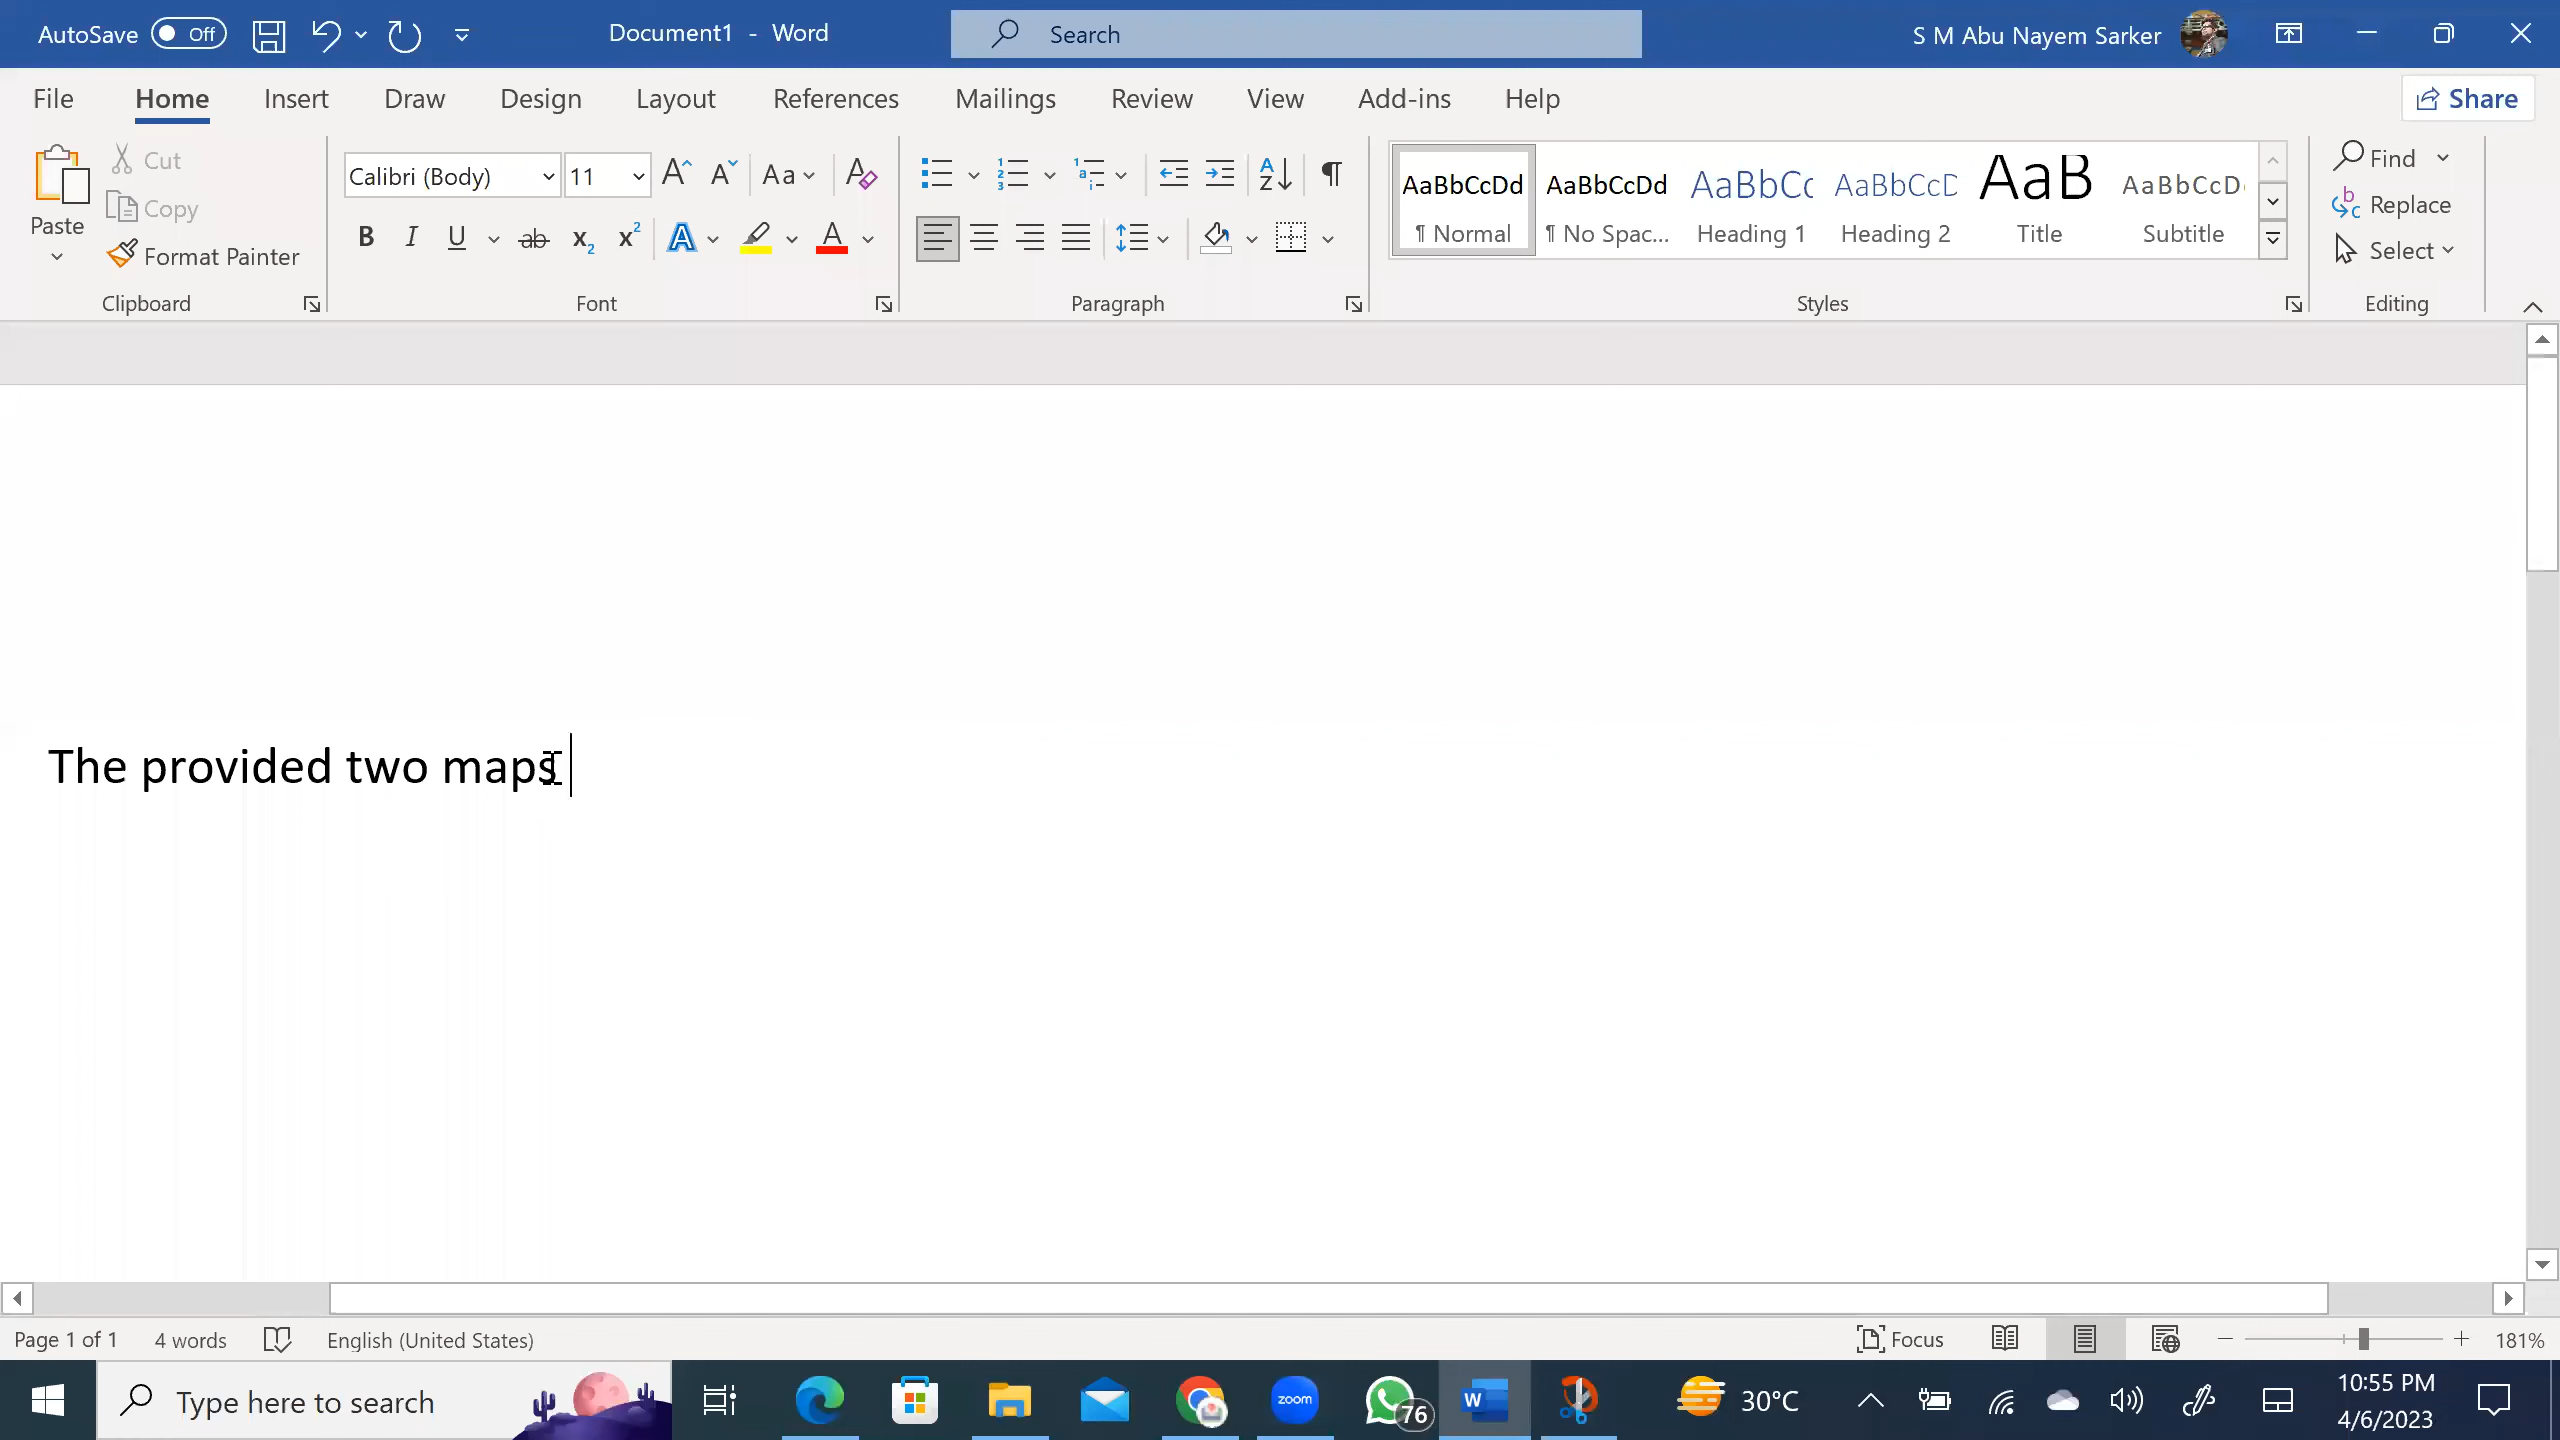 AutoSave Off Document1 - Word Search S M Abu Nayem Sarker
File Home Insert Draw Design Layout References Mailings Review View Add-ins Help Share
Paste
Cut
Copy
Format Painter
Clipboard
Calibri (Body) 11
Font
Paragraph
AaBbCcDd AaBbCcDd AaBbCc AaBbCcD AaB AaBbCcD
¶ Normal ¶ No Spac... Heading 1 Heading 2 Title Subtitle
Styles
Find
Replace
Select
Editing
The provided two maps
Page 1 of 1 4 words English (United States) Focus 181%
Type here to search zoom 76 30°C 10:55 PM
4/6/2023